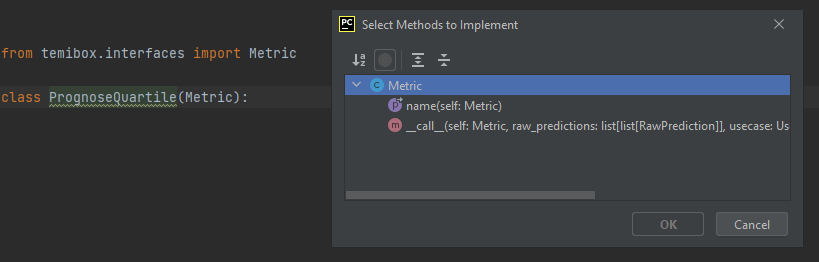 from temibox.interfaces import Metric
class PrognoseQuartile(Metric):
PC
Select Methods to Implement
Metric
name(self: Metric)
__call__(self: Metric, raw_predictions: list[list[RawPrediction]], usecase: Us
OK
Cancel